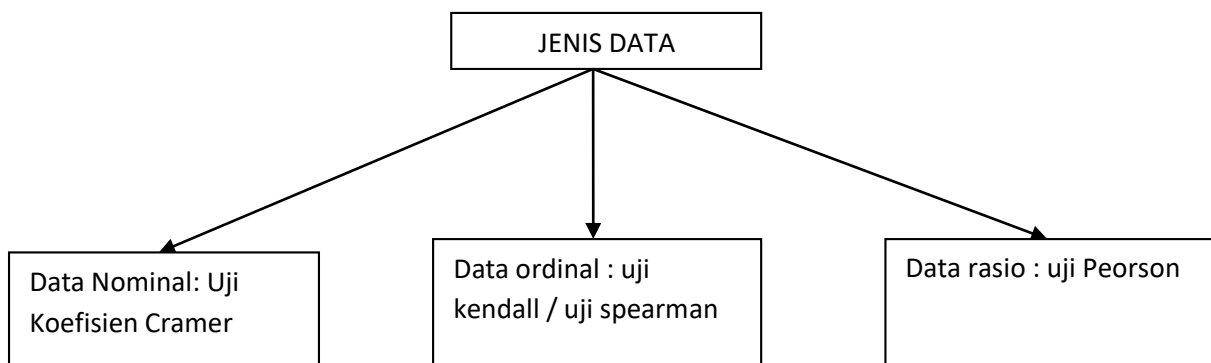 JENIS DATA
Data Nominal: Uji
Koefisien Cramer
Data ordinal : uji
kendall / uji spearman
Data rasio : uji Peorson